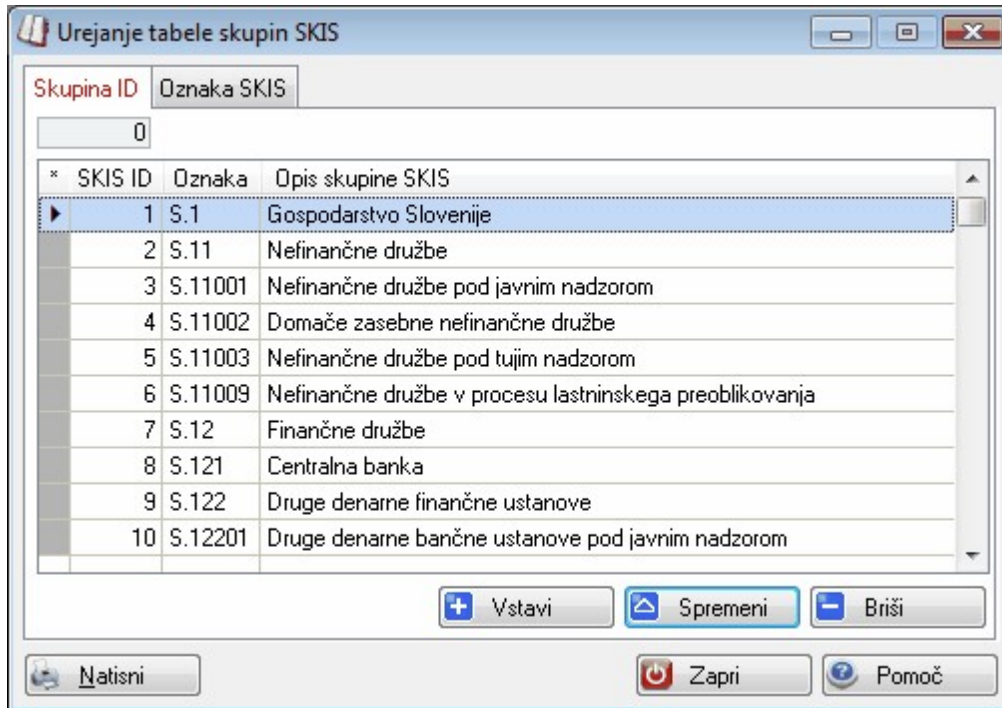 Urejanje tabele skupin SKIS
Skupina ID Oznaka SKIS
0
* SKIS ID Oznaka Opis skupine SKIS
1 S.1 Gospodarstvo Slovenije
2 S.11 Nefinančne družbe
3 S.11001 Nefinančne družbe pod javnim nadzorom
4 S.11002 Domače zasebne nefinančne družbe
5 S.11003 Nefinančne družbe pod tujim nadzorom
6 S.11009 Nefinančne družbe v procesu lastninskega preoblikovanja
7 S.12 Finančne družbe
8 S.121 Centralna banka
9 S.122 Druge denarne finančne ustanove
10 S.12201 Druge denarne bančne ustanove pod javnim nadzorom
Vstavi Spremeni Briši
Natisni Zapri Pomoč